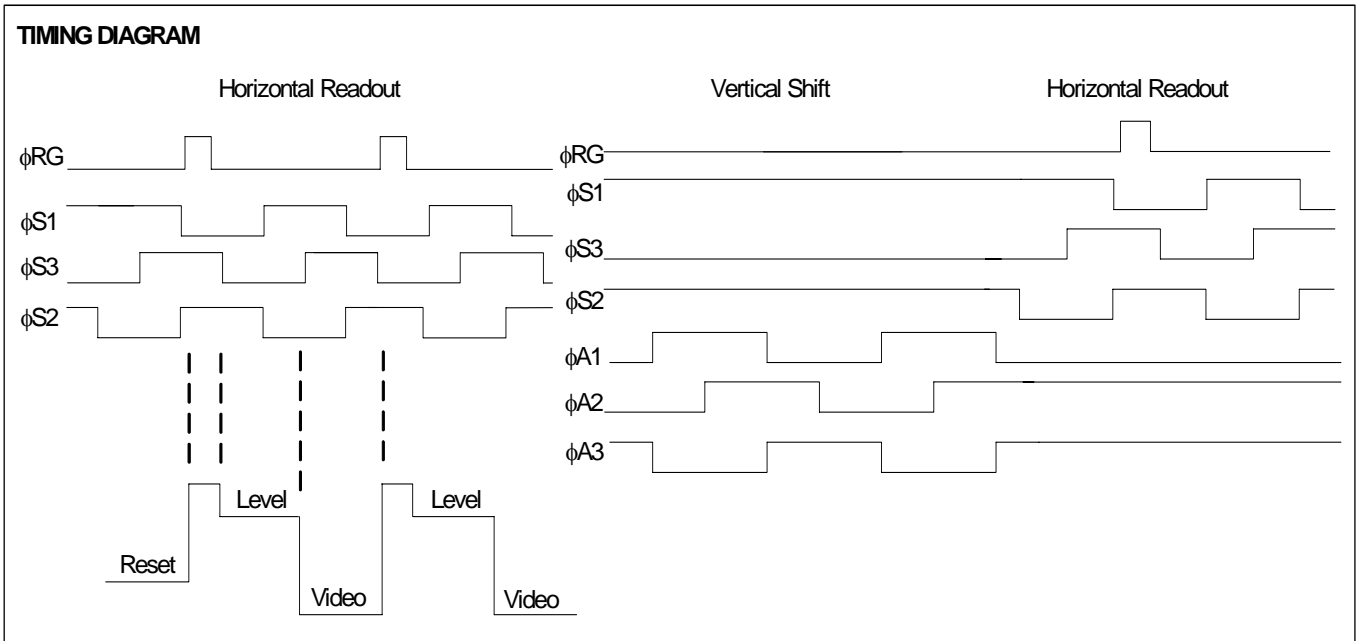 TIMING DIAGRAM
Horizontal Readout
Vertical Shift
Horizontal Readout
ϕRG
ϕS1
ϕS3
ϕS2
Level
Level
Reset
Video
Video
ϕRG
ϕS1
ϕS3
ϕS2
ϕA1
ϕA2
ϕA3